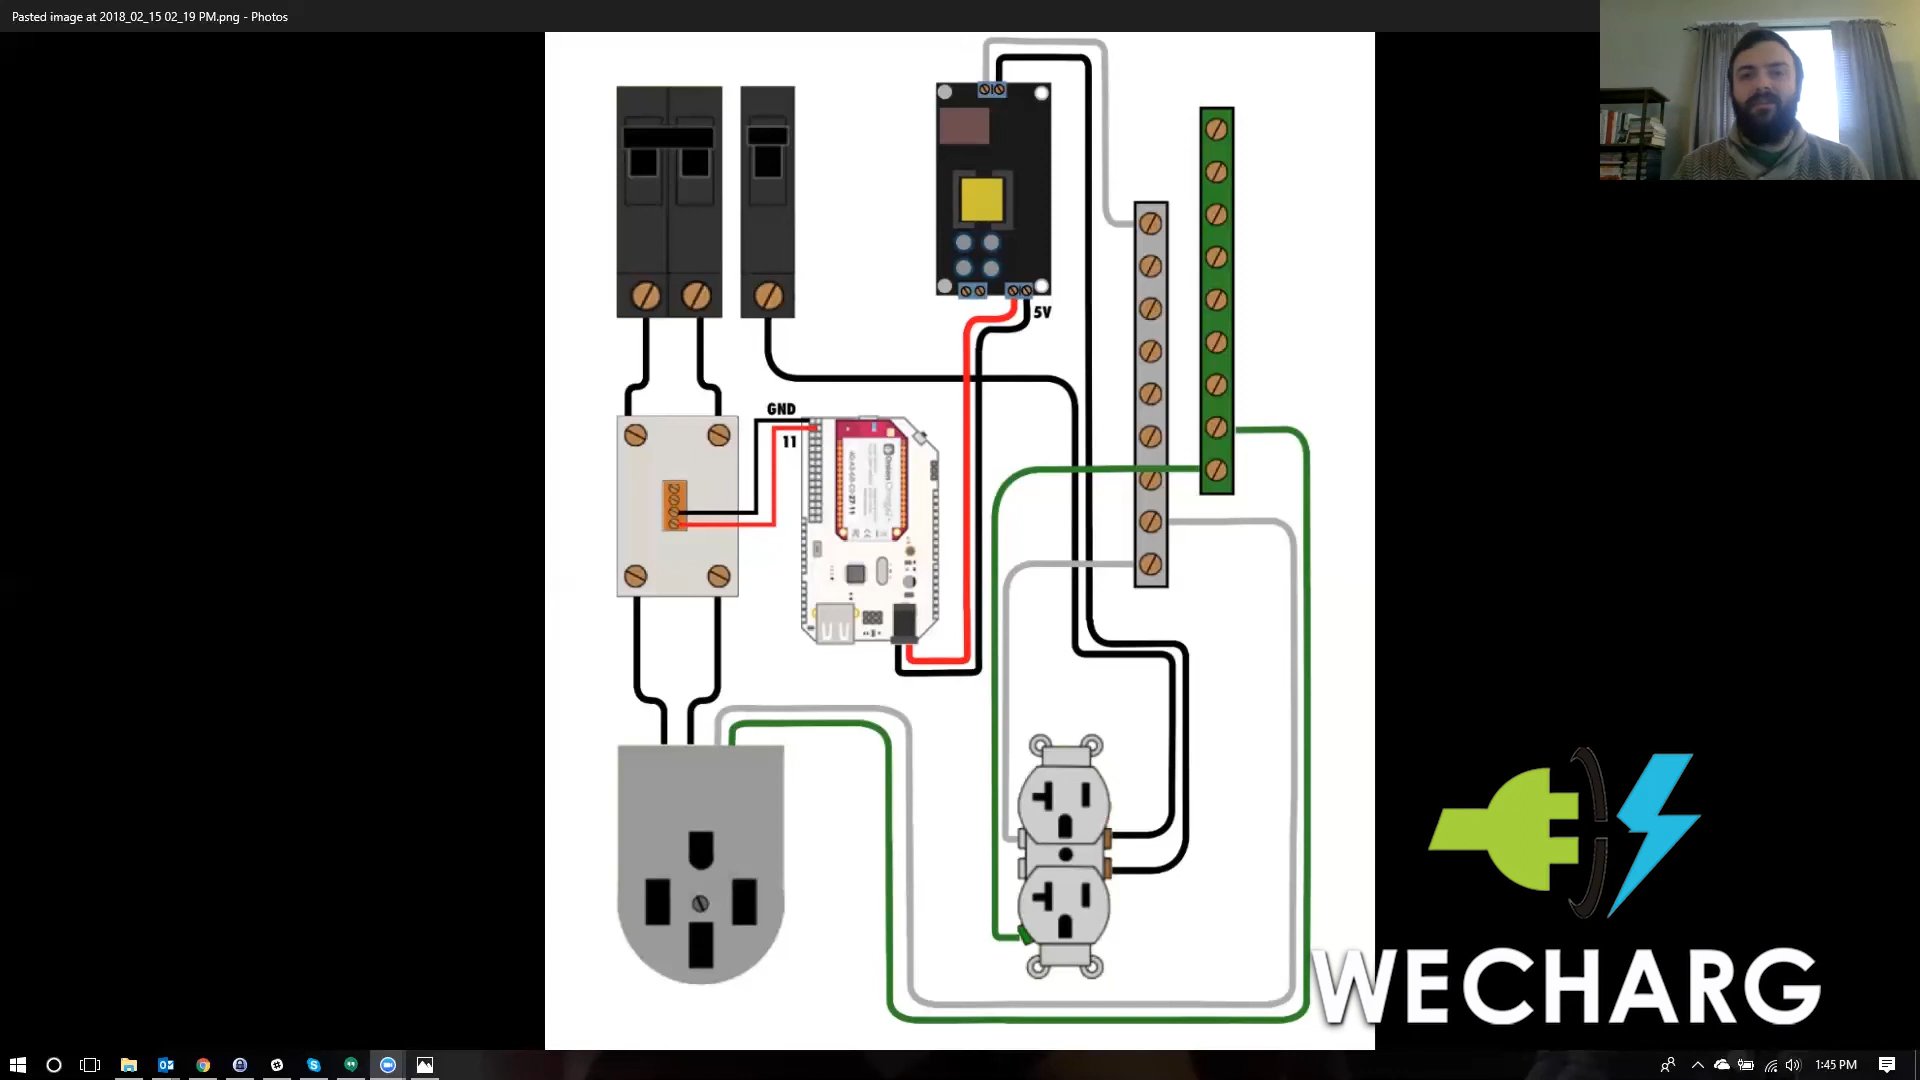 Pasted image at 2018_02_15 02_19 PM.png - Photos
5V
GND
11
WECHARG
1:45 PM